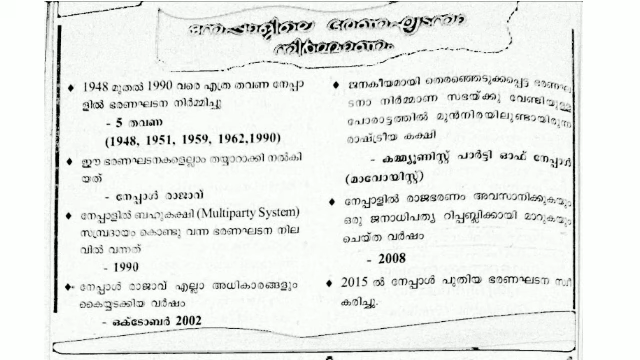 നേപ്പാളിലെ ഭരണഘടനാ
നിർമ്മാണം
♦ 1948 മുതൽ 1990 വരെ എത്ര തവണ നേപ്പാ
ളിൽ ഭരണഘടന നിർമ്മിച്ചു
- 5 തവണ
(1948, 1951, 1959, 1962,1990)
♦ ഈ ഭരണഘടനകളെല്ലാം തയ്യാറാക്കി നൽകി
യത്
- നേപ്പാൾ രാജാവ്
♦ നേപ്പാളിൽ ബഹുകക്ഷി (Multiparty System)
സമ്പ്രദായം കൊണ്ടു വന്ന ഭരണഘടന നില
വിൽ വന്നത്
- 1990
♦ നേപ്പാൾ രാജാവ് എല്ലാ അധികാരങ്ങളും
കൈയ്യടക്കിയ വർഷം
- ഒക്ടോബർ 2002
♦ ജനകീയമായി തെരഞ്ഞെടുക്കപ്പെട്ട ഭരണഘ
ടനാ നിർമ്മാണ സഭയ്ക്കു വേണ്ടിയുള്ള
പോരാട്ടത്തിൽ മുൻനിരയിലുണ്ടായിരുന്ന
രാഷ്ട്രീയ കക്ഷി
- കമ്മ്യൂണിസ്റ്റ് പാർട്ടി ഓഫ് നേപ്പാൾ
(മാവോയിസ്റ്റ്)
♦ നേപ്പാളിൽ രാജഭരണം അവസാനിക്കുകയും
ഒരു ജനാധിപത്യ റിപ്പബ്ലിക്കായി മാറുകയും
ചെയ്ത വർഷം
- 2008
♦ 2015 ൽ നേപ്പാൾ പുതിയ ഭരണഘടന സ്വീ
കരിച്ചു.